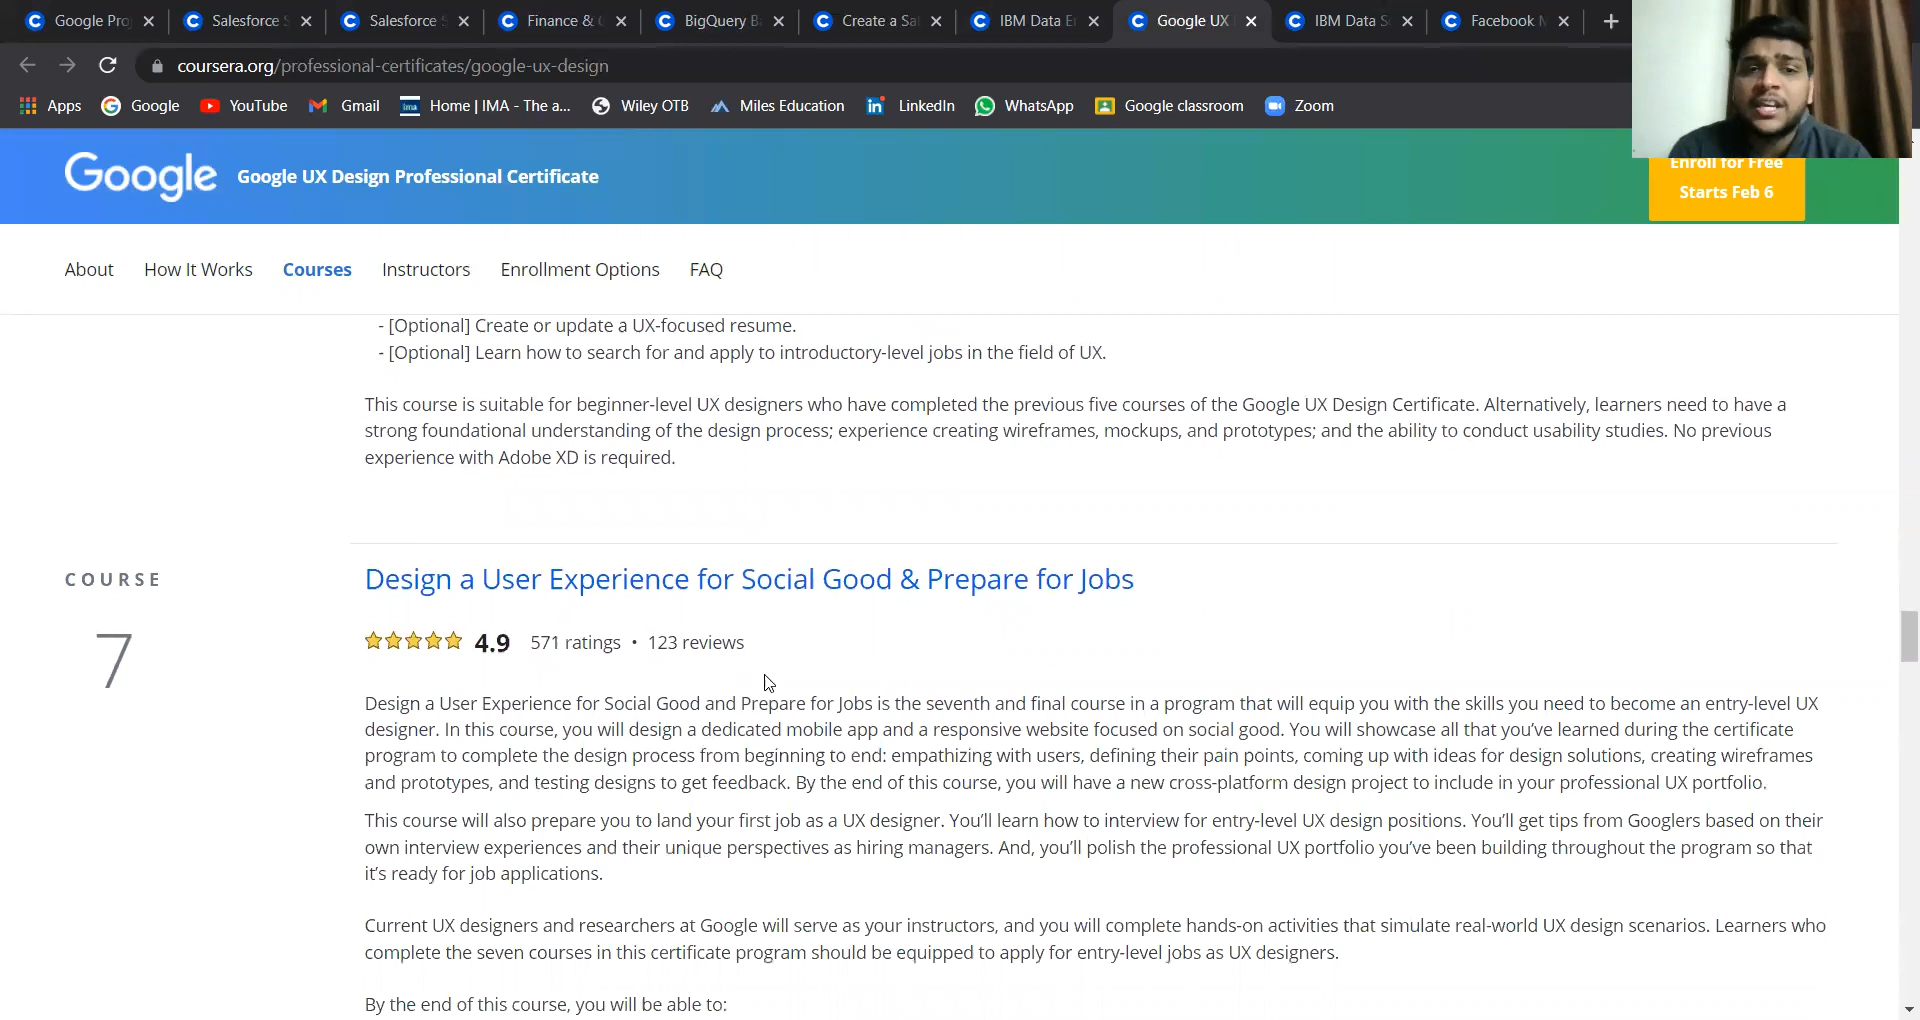 Google Pro
Salesforce S
Salesforce S
Finance &
BigQuery B
Create a Sal
IBM Data E
Google UX
IBM Data S
Facebook M
coursera.org/professional-certificates/google-ux-design
Apps
Google
YouTube
Gmail
ima
Home | IMA - The a...
Wiley OTB
Miles Education
LinkedIn
WhatsApp
Google classroom
Zoom
Google
Google UX Design Professional Certificate
Enroll for Free
Starts Feb 6
About
How It Works
Courses
Instructors
Enrollment Options
FAQ
- [Optional] Create or update a UX-focused resume.
- [Optional] Learn how to search for and apply to introductory-level jobs in the field of UX.
This course is suitable for beginner-level UX designers who have completed the previous five courses of the Google UX Design Certificate. Alternatively, learners need to have a
strong foundational understanding of the design process; experience creating wireframes, mockups, and prototypes; and the ability to conduct usability studies. No previous
experience with Adobe XD is required.
COURSE
7
Design a User Experience for Social Good & Prepare for Jobs
4.9
571 ratings • 123 reviews
Design a User Experience for Social Good and Prepare for Jobs is the seventh and final course in a program that will equip you with the skills you need to become an entry-level UX
designer. In this course, you will design a dedicated mobile app and a responsive website focused on social good. You will showcase all that you’ve learned during the certificate
program to complete the design process from beginning to end: empathizing with users, defining their pain points, coming up with ideas for design solutions, creating wireframes
and prototypes, and testing designs to get feedback. By the end of this course, you will have a new cross-platform design project to include in your professional UX portfolio.
This course will also prepare you to land your first job as a UX designer. You’ll learn how to interview for entry-level UX design positions. You’ll get tips from Googlers based on their
own interview experiences and their unique perspectives as hiring managers. And, you’ll polish the professional UX portfolio you’ve been building throughout the program so that
it’s ready for job applications.
Current UX designers and researchers at Google will serve as your instructors, and you will complete hands-on activities that simulate real-world UX design scenarios. Learners who
complete the seven courses in this certificate program should be equipped to apply for entry-level jobs as UX designers.
By the end of this course, you will be able to: